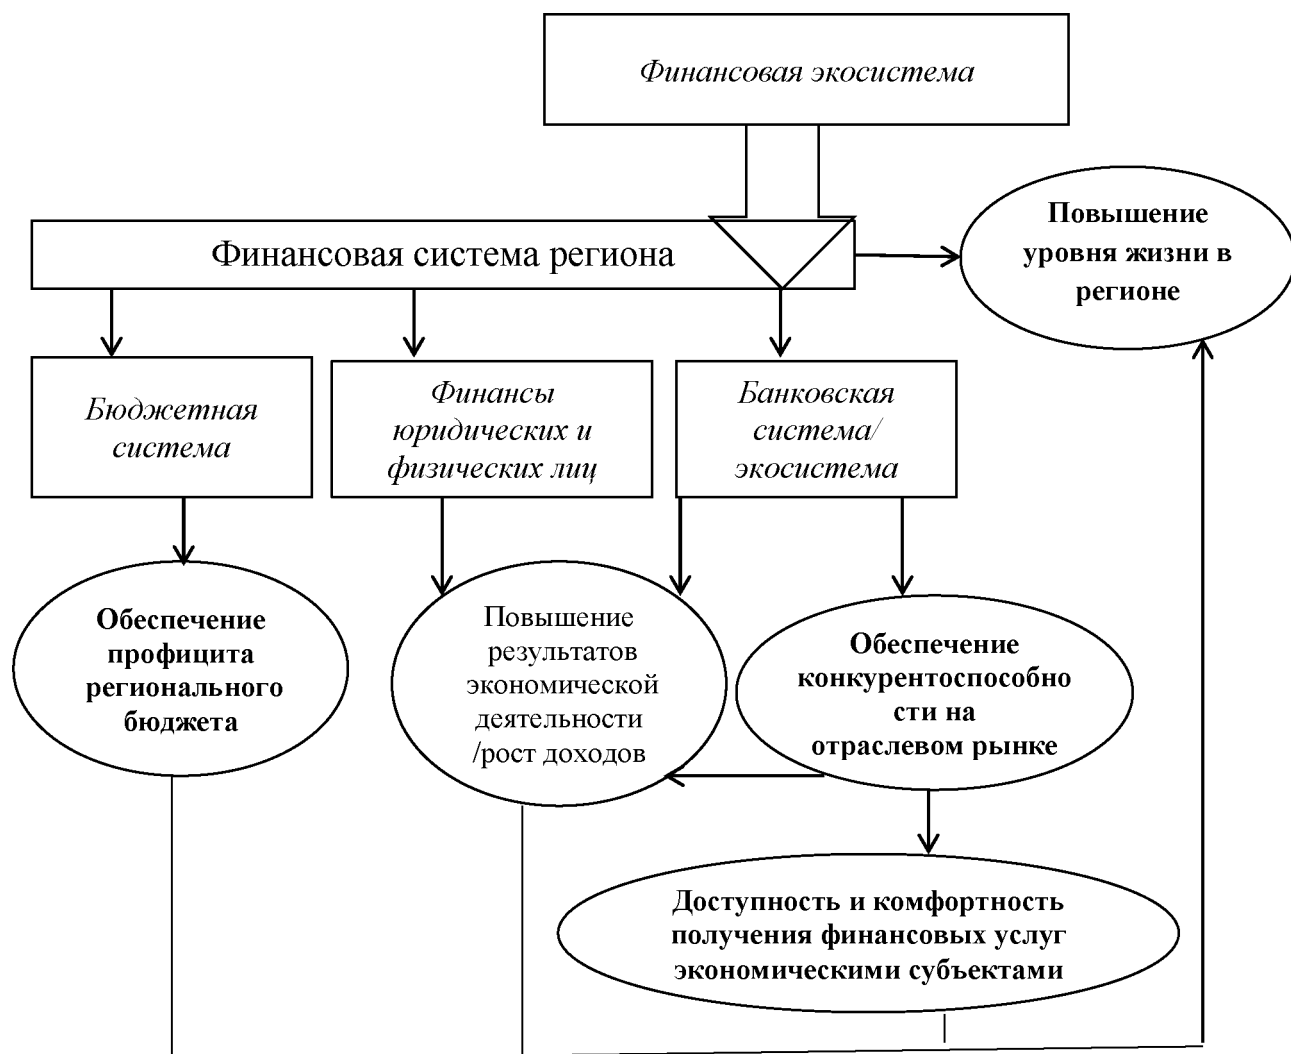 Финансовая экосистема
Повышение
уровня жизни в
регионе
Финансовая система региона
Бюджетная
система
Финансы
юридических и
физических лиц
Банковская
система/
экосистема
Обеспечение
профицита
регионального
бюджета
Повышение
результатов
экономической
деятельности
/рост доходов
Обеспечение
конкурентоспособно
сти на
отраслевом рынке
Доступность и комфортность
получения финансовых услуг
экономическими субъектами